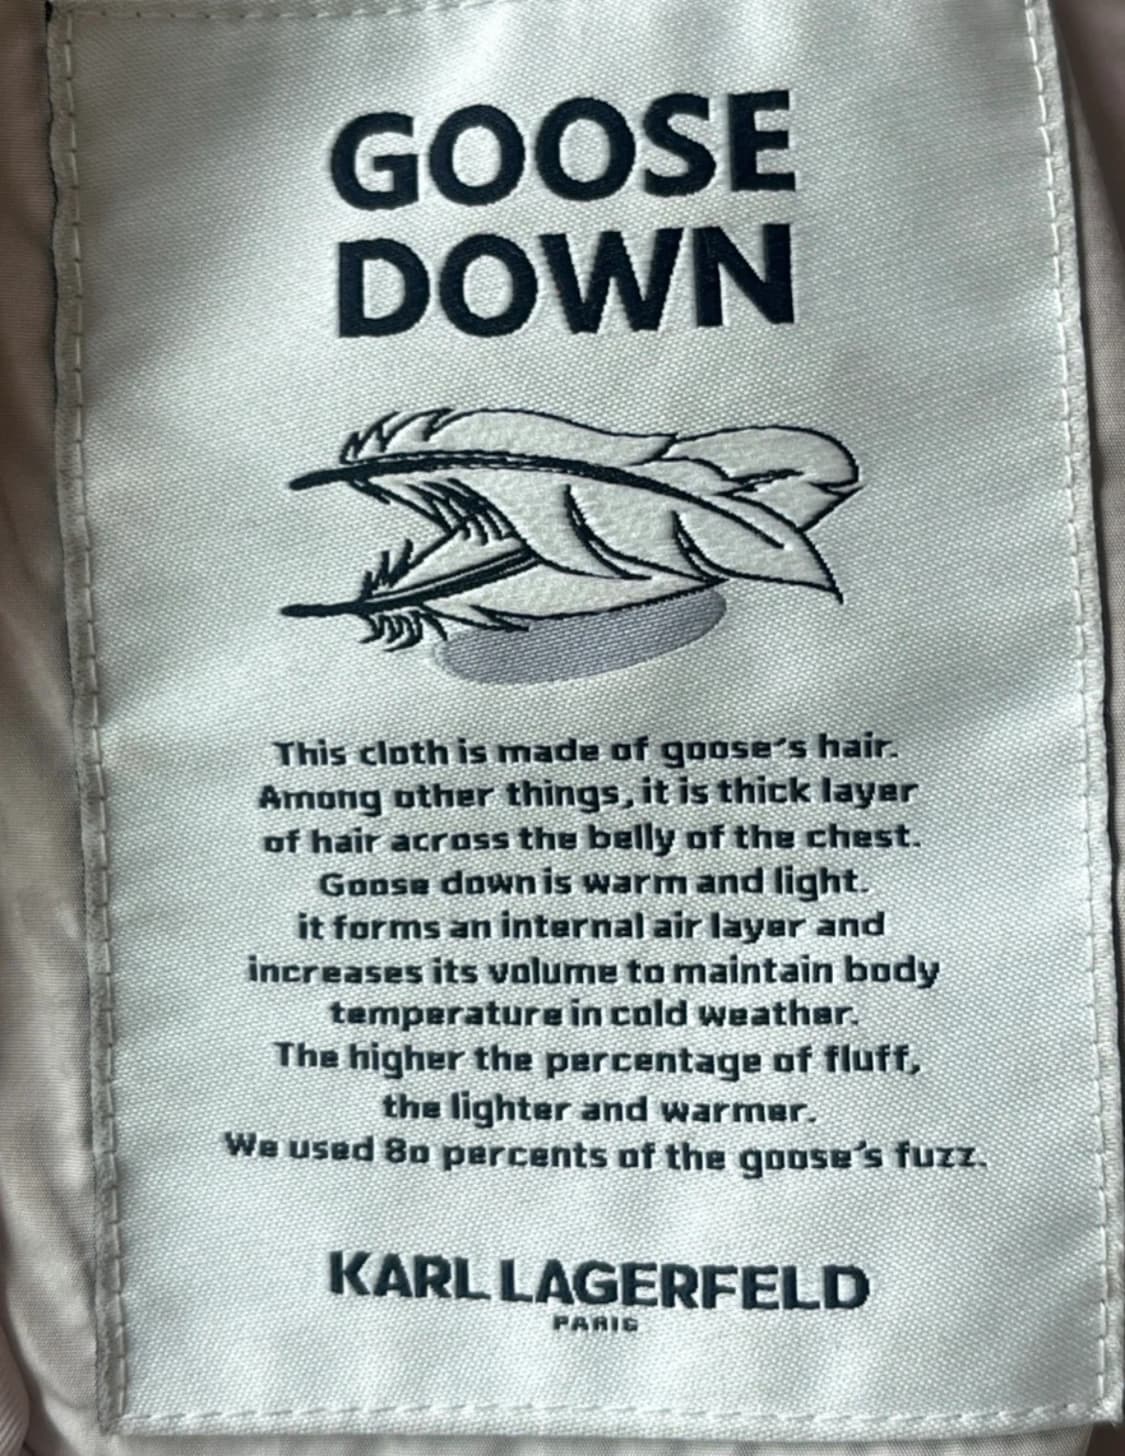 GOOSE
DOWN
This cloth is made of goose's hair.
Among other things, it is thick layer
of hair across the belly of the chest.
Goose down is warm and light.
it forms an internal air layer and
increases its volume to maintain body
temperature in cold weather.
The higher the percentage of fluff,
the lighter and warmer.
We used 80 percents of the goose's fuzz.
KARL LAGERFELD
PARIS